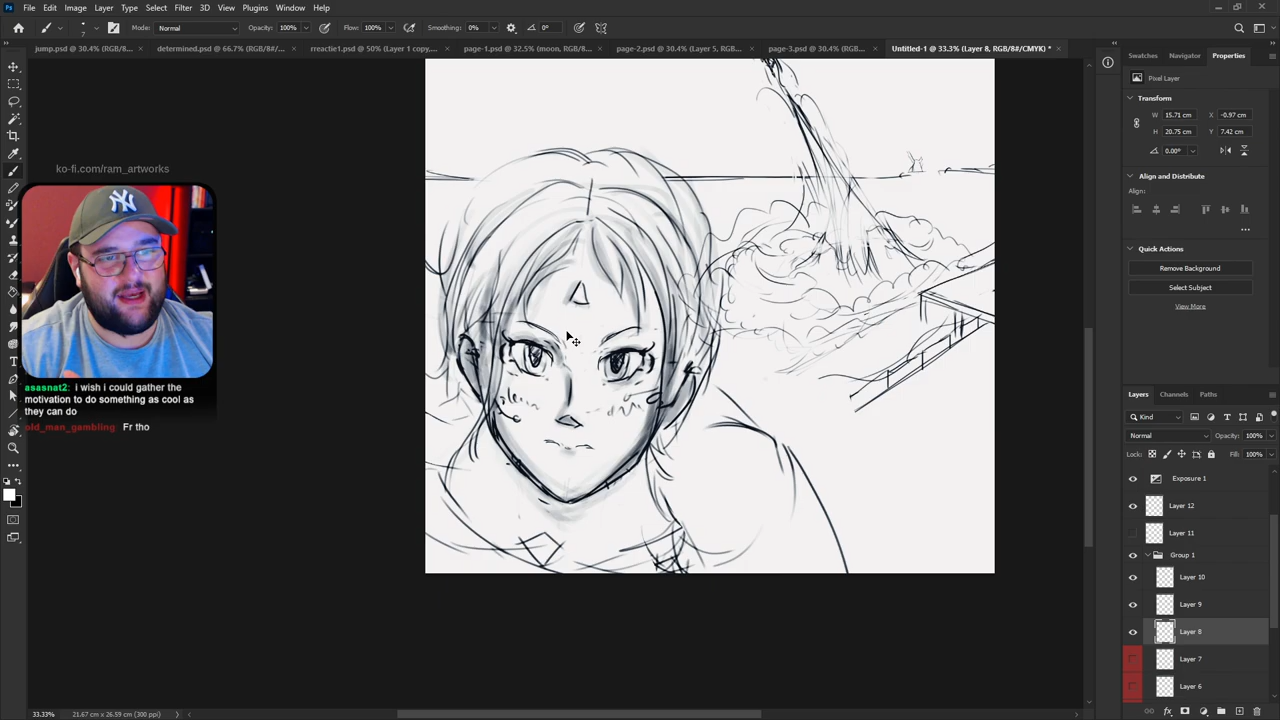 Ps File Edit Image Layer Type Select Filter 3D View Plugins Window Help
Mode: Normal Opacity: 100% Flow: 100% Smoothing: 0% 0°
7
jump.psd @ 30.4% (RGB/8... × determined.psd @ 66.7% (RGB/8#/... × rreactie1.psd @ 50% (Layer 1 copy,... × page-1.psd @ 32.5% (moon, RGB/8... × page-2.psd @ 30.4% (Layer 5, RGB/8... × page-3.psd @ 30.4% (RGB/8... × Untitled-1 @ 33.3% (Layer 8, RGB/8#/CMYK) * ×
Swatches Navigator Properties
Pixel Layer
Transform
W 15.71 cm X -0.97 cm
H 20.75 cm Y 7.42 cm
0.00°
Align and Distribute
Align:
Quick Actions
Remove Background
Select Subject
View More
ko-fi.com/ram_artworks
NY
asasnat2: i wish i could gather the
motivation to do something as cool as
they can do
old_man_gambling: Fr tho
Layers Channels Paths
Kind
Normal Opacity: 100%
Lock: Fill: 100%
Exposure 1
Layer 12
Layer 11
Group 1
Layer 10
Layer 9
Layer 8
Layer 7
Layer 6
33.33% 21.67 cm x 26.59 cm (300 ppi)